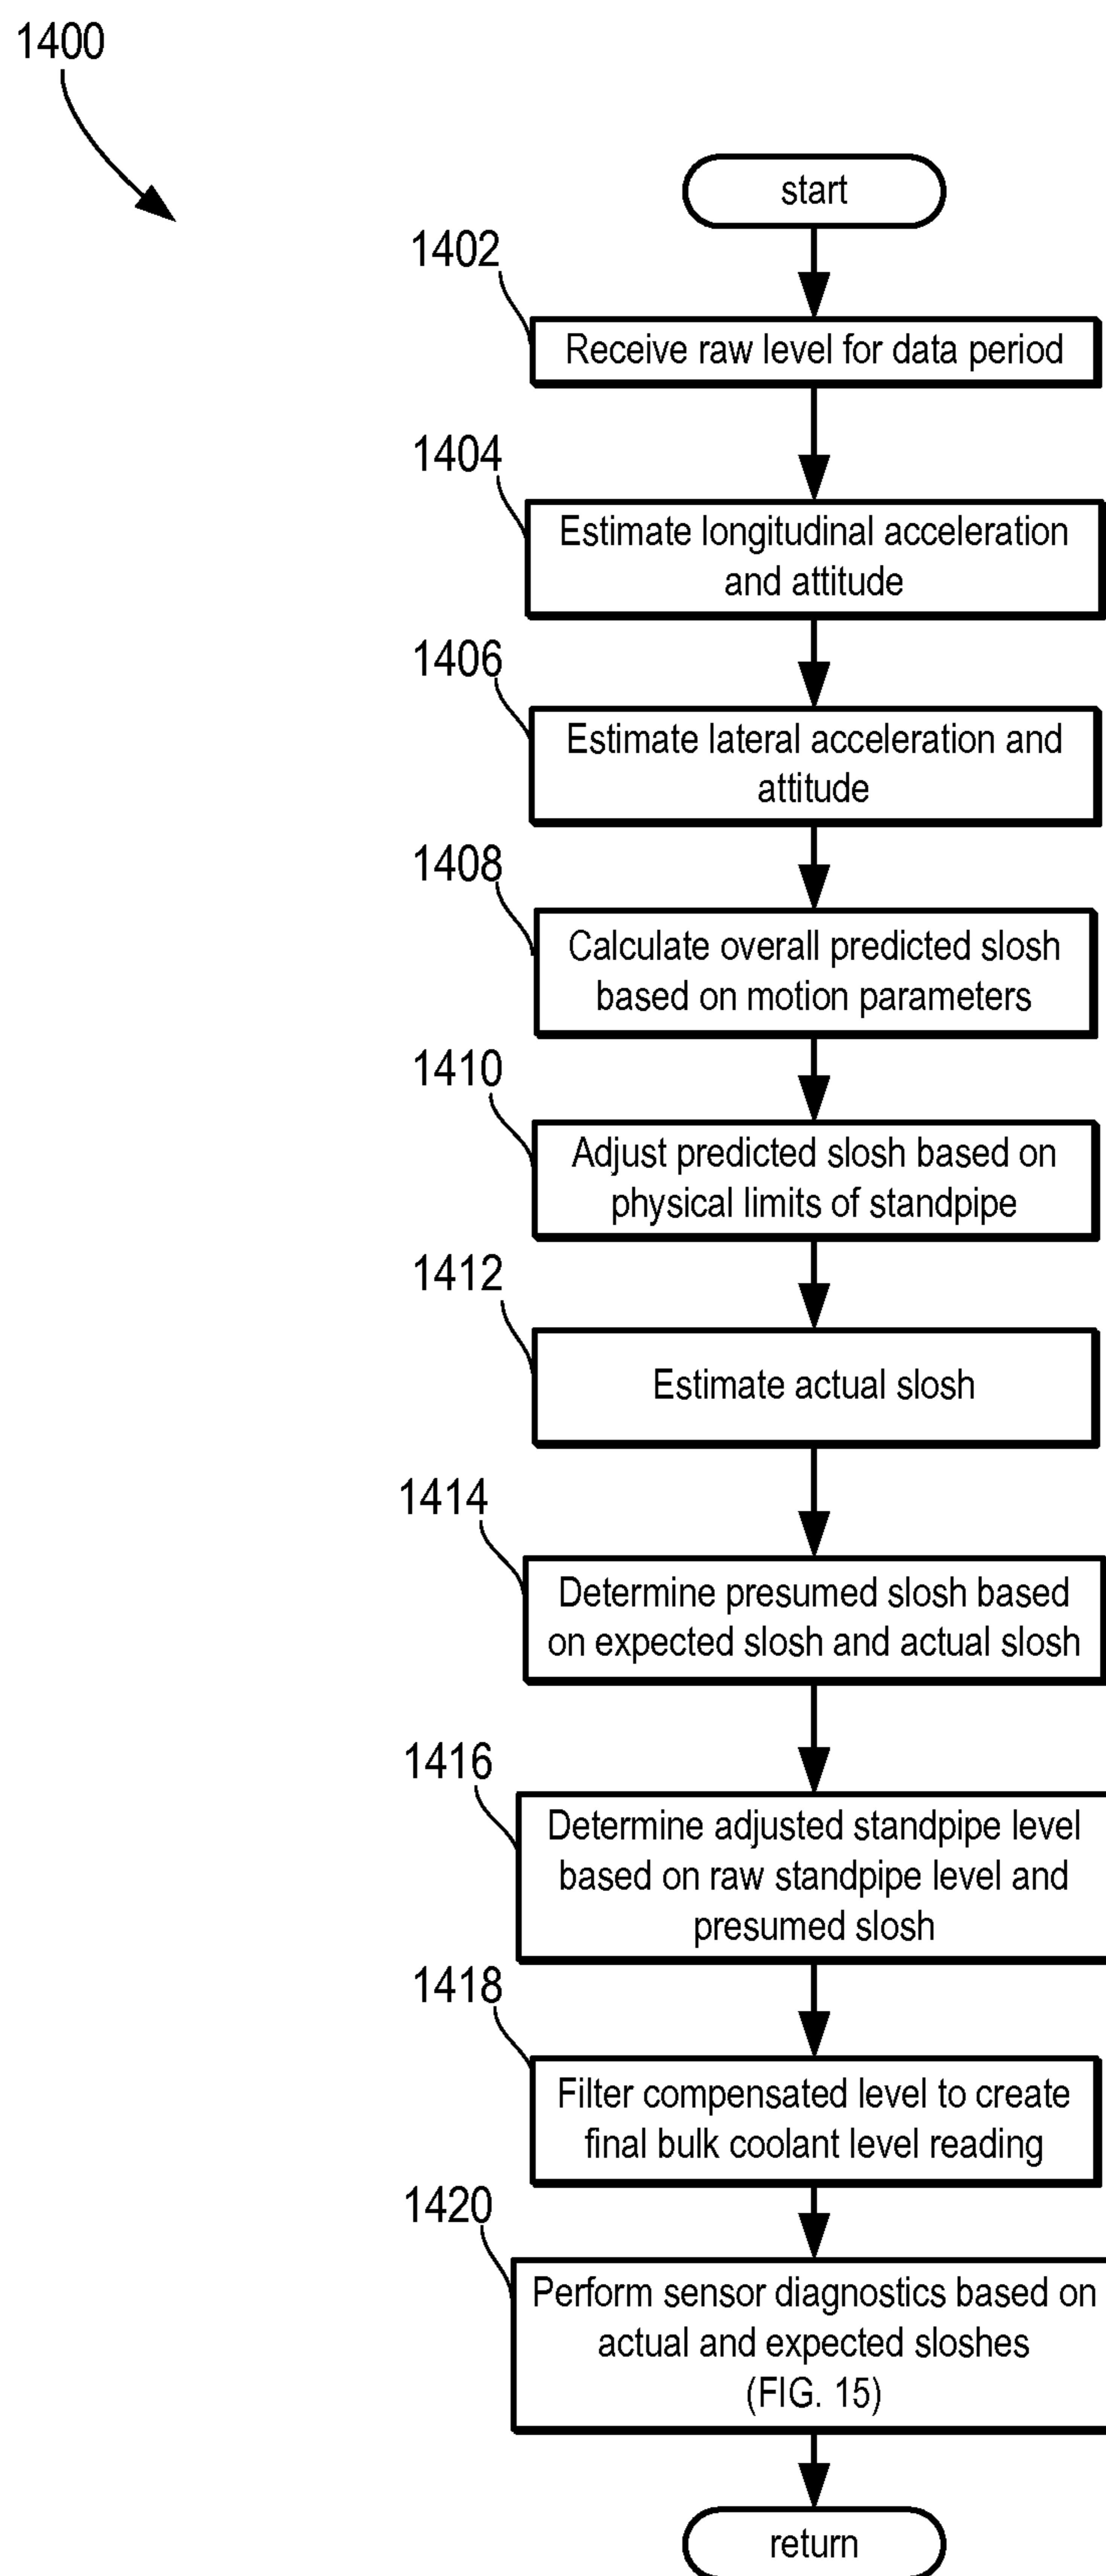 1400
start
1402
Receive raw level for data period
1404
Estimate longitudinal acceleration
and attitude
1406
Estimate lateral acceleration and
attitude
1408
Calculate overall predicted slosh
based on motion parameters
1410
Adjust predicted slosh based on
physical limits of standpipe
1412
Estimate actual slosh
1414
Determine presumed slosh based
on expected slosh and actual slosh
1416
Determine adjusted standpipe level
based on raw standpipe level and
presumed slosh
1418
Filter compensated level to create
final bulk coolant level reading
1420
Perform sensor diagnostics based on
actual and expected sloshes
(FIG. 15)
return